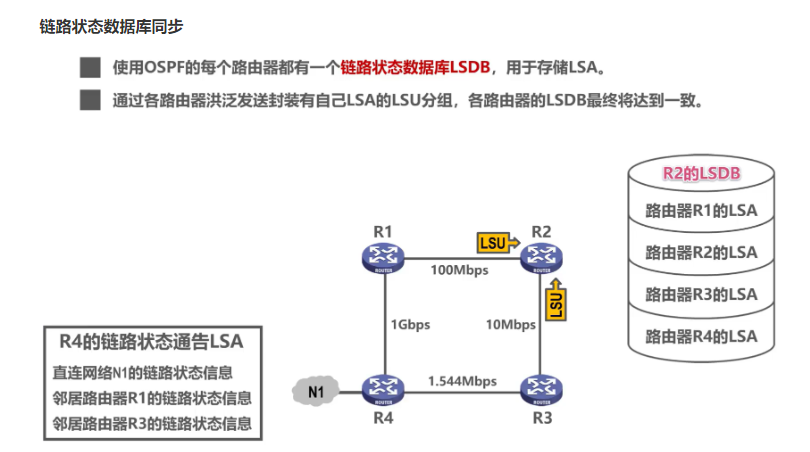 链路状态数据库同步
使用OSPF的每个路由器都有一个链路状态数据库LSDB，用于存储LSA。
通过各路由器洪泛发送封装有自己LSA的LSU分组，各路由器的LSDB最终将达到一致。
R2的LSDB
路由器R1的LSA
路由器R2的LSA
路由器R3的LSA
路由器R4的LSA
R1
LSU
R2
ROUTER
100Mbps
ROUTER
LSU
1Gbps
10Mbps
R4的链路状态通告LSA
直连网络N1的链路状态信息
邻居路由器R1的链路状态信息
邻居路由器R3的链路状态信息
N1
1.544Mbps
ROUTER
ROUTER
R4
R3